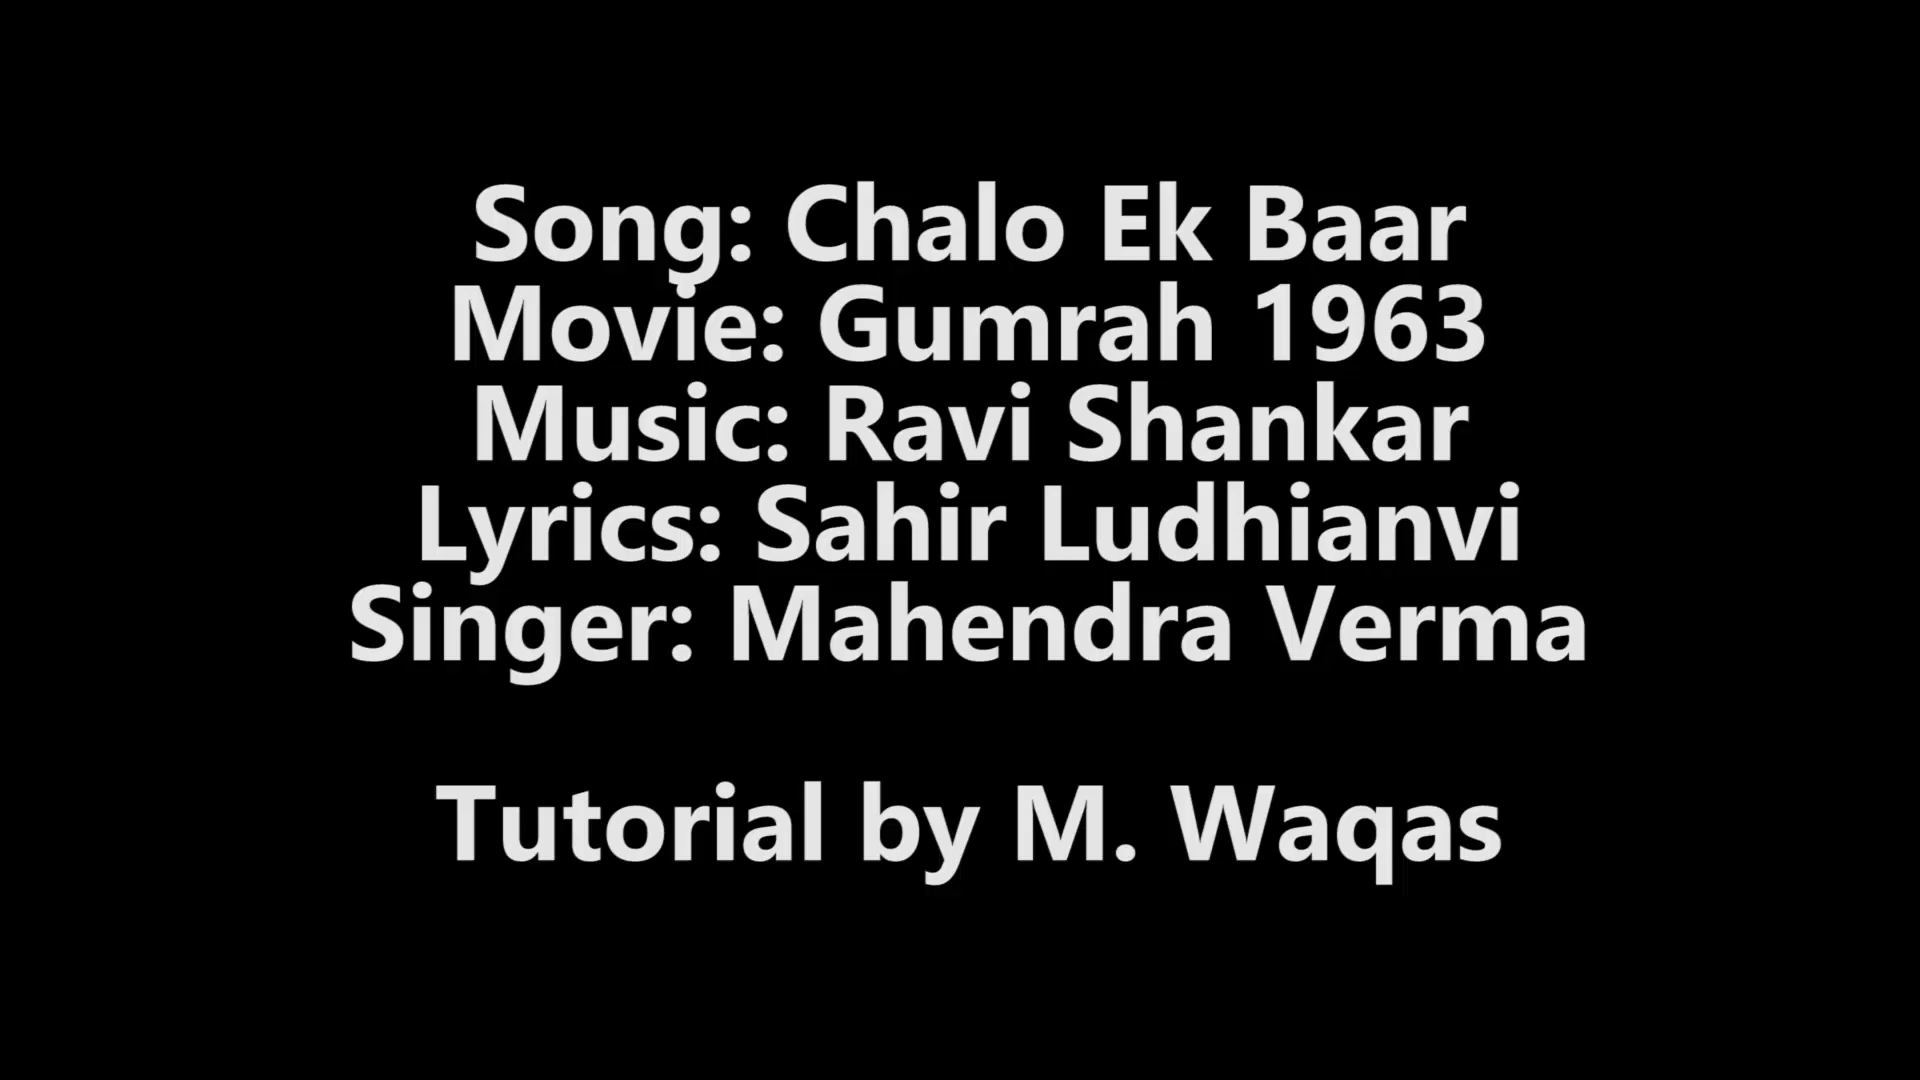 Song: Chalo Ek Baar
Movie: Gumrah 1963
Music: Ravi Shankar
Lyrics: Sahir Ludhianvi
Singer: Mahendra Verma
Tutorial by M. Waqas